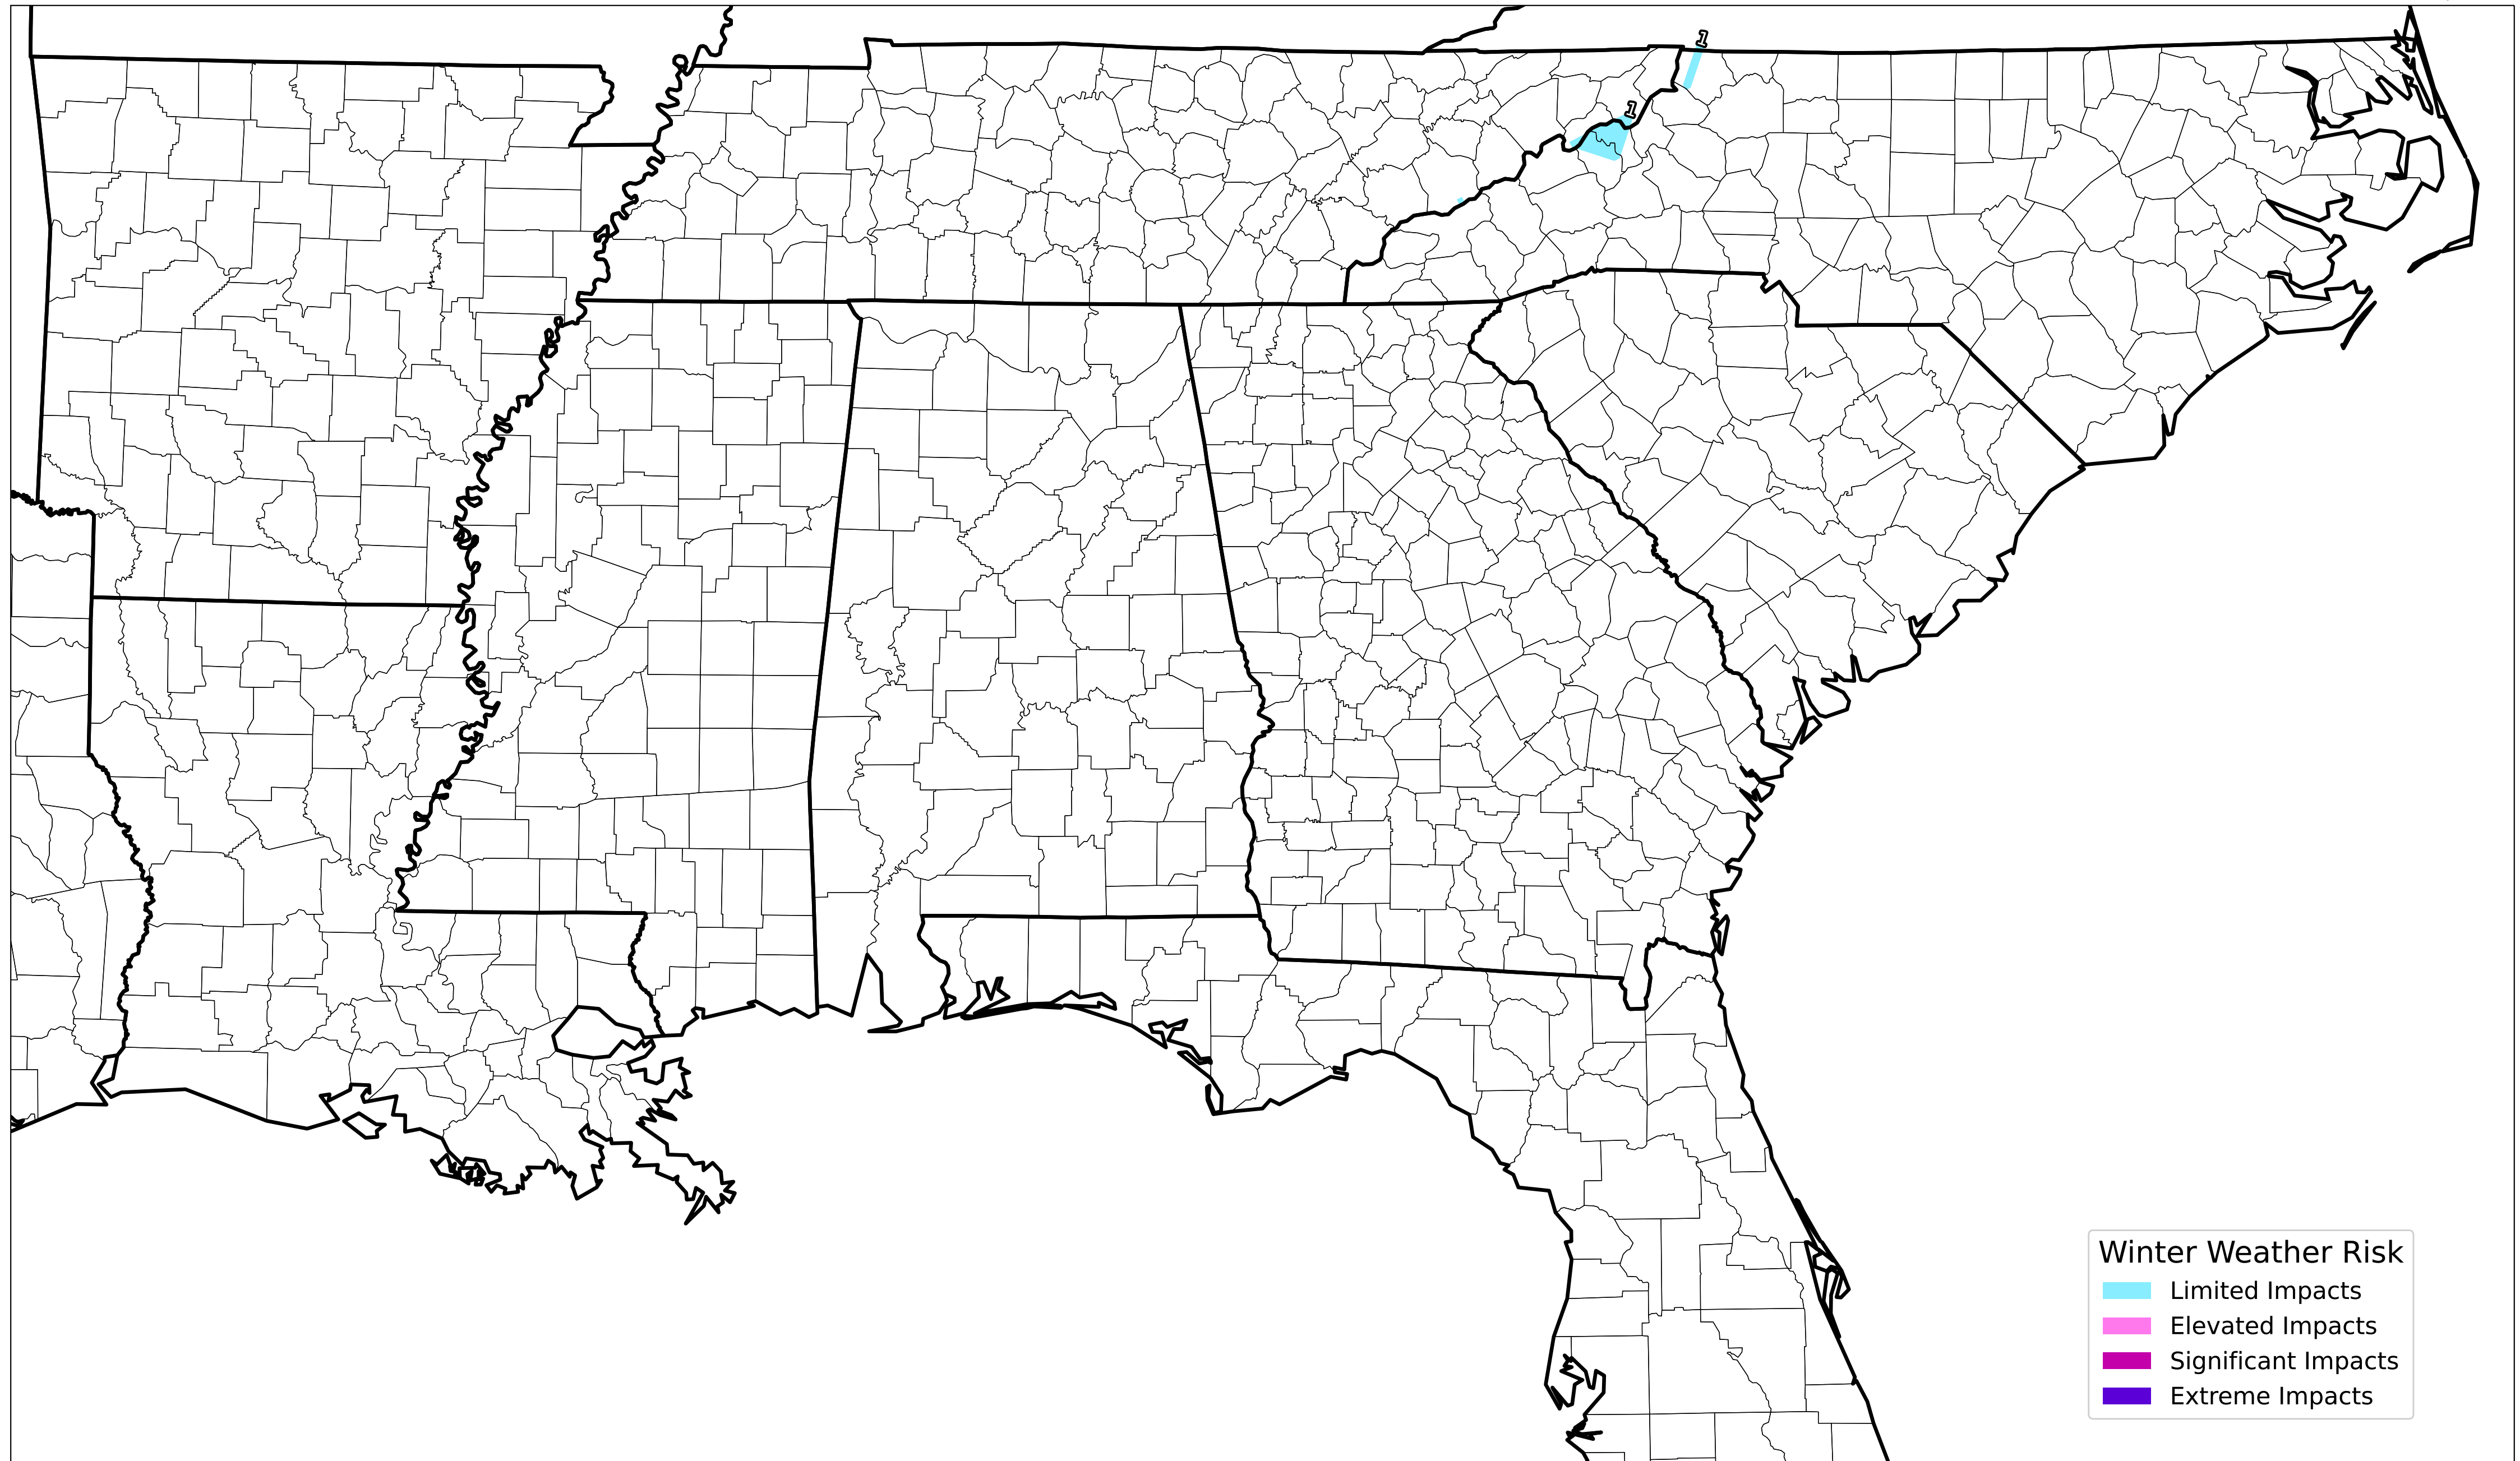 1
1
Winter Weather Risk
Limited Impacts
Elevated Impacts
Significant Impacts
Extreme Impacts